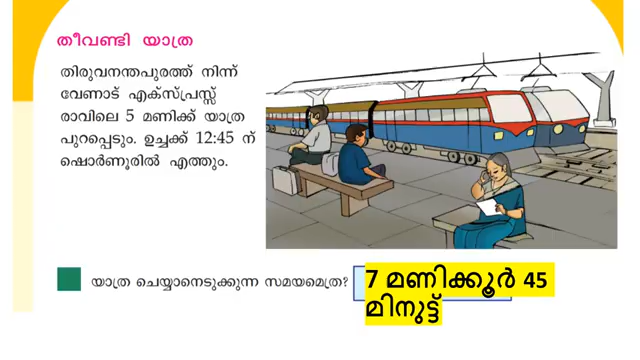 തീവണ്ടി യാത്ര
തിരുവനന്തപുരത്ത് നിന്ന്
വേണാട് എക്സ്പ്രസ്സ്
രാവിലെ 5 മണിക്ക് യാത്ര
പുറപ്പെടും. ഉച്ചക്ക് 12:45 ന്
ഷൊർണൂരിൽ എത്തും.
യാത്ര ചെയ്യാനെടുക്കുന്ന സമയമെത്ര?
7 മണിക്കൂർ 45
മിനുട്ട്